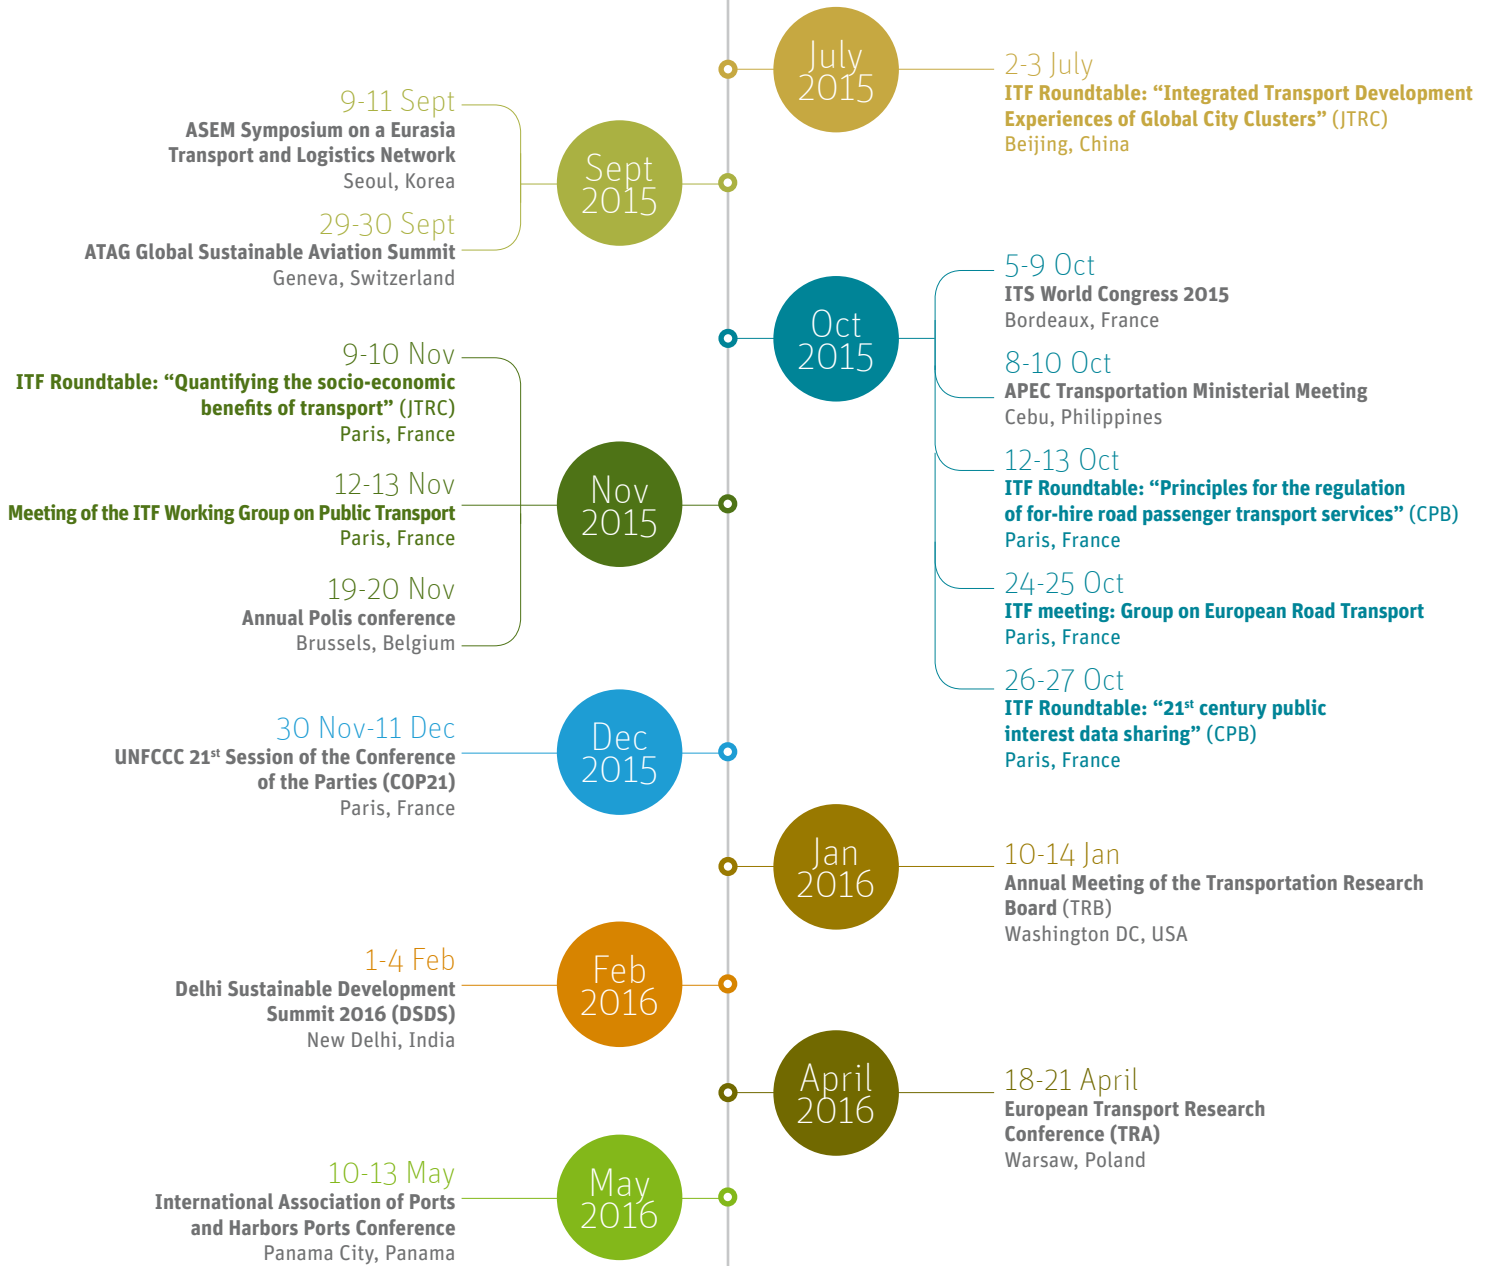 July
2015
2-3 July
ITF Roundtable: “Integrated Transport Development
Experiences of Global City Clusters” (JTRC)
Beijing, China
Sept
2015
9-11 Sept
ASEM Symposium on a Eurasia
Transport and Logistics Network
Seoul, Korea
29-30 Sept
ATAG Global Sustainable Aviation Summit
Geneva, Switzerland
Oct
2015
5-9 Oct
ITS World Congress 2015
Bordeaux, France
8-10 Oct
APEC Transportation Ministerial Meeting
Cebu, Philippines
12-13 Oct
ITF Roundtable: “Principles for the regulation
of for-hire road passenger transport services” (CPB)
Paris, France
24-25 Oct
ITF meeting: Group on European Road Transport
Paris, France
26-27 Oct
ITF Roundtable: “21st century public
interest data sharing” (CPB)
Paris, France
Nov
2015
9-10 Nov
ITF Roundtable: “Quantifying the socio-economic
benefits of transport” (JTRC)
Paris, France
12-13 Nov
Meeting of the ITF Working Group on Public Transport
Paris, France
19-20 Nov
Annual Polis conference
Brussels, Belgium
Dec
2015
30 Nov-11 Dec
UNFCCC 21st Session of the Conference
of the Parties (COP21)
Paris, France
Jan
2016
10-14 Jan
Annual Meeting of the Transportation Research
Board (TRB)
Washington DC, USA
Feb
2016
1-4 Feb
Delhi Sustainable Development
Summit 2016 (DSDS)
New Delhi, India
April
2016
18-21 April
European Transport Research
Conference (TRA)
Warsaw, Poland
May
2016
10-13 May
International Association of Ports
and Harbors Ports Conference
Panama City, Panama